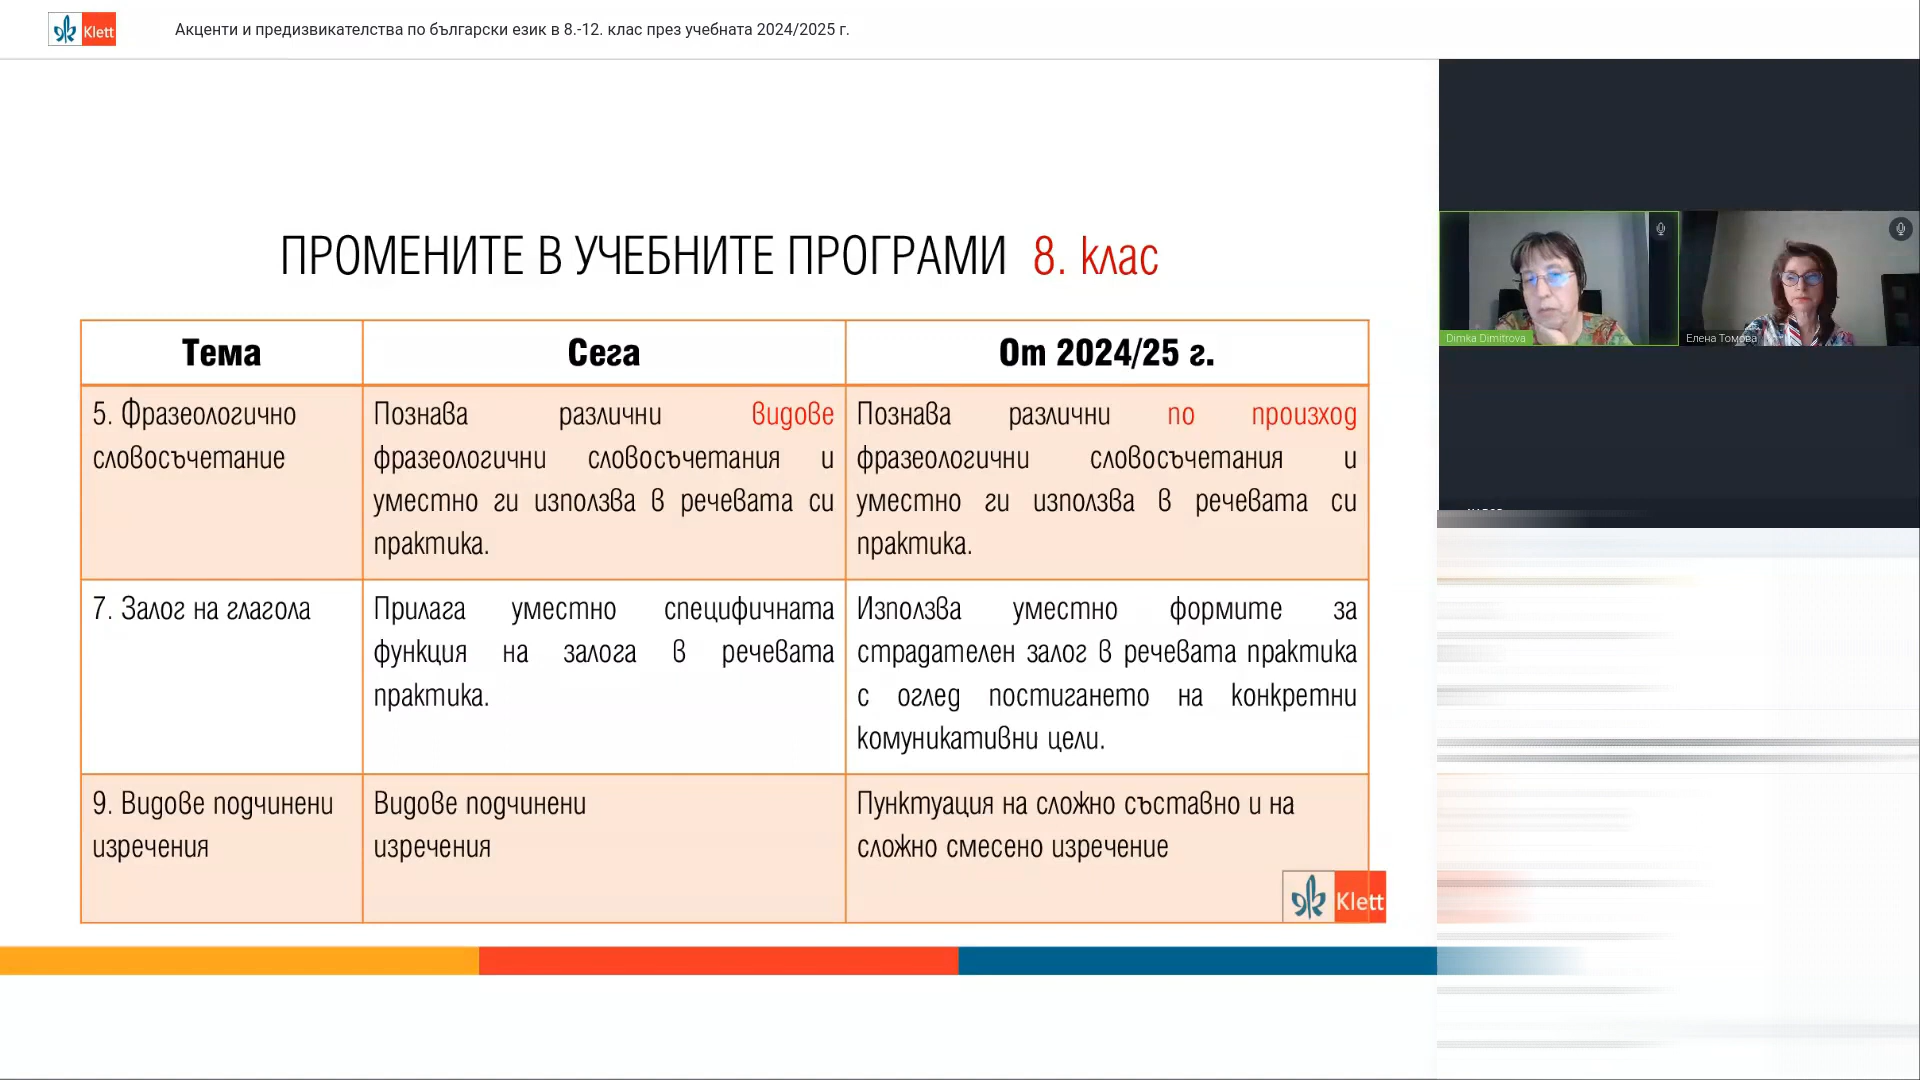 Klett
Акценти и предизвикателства по български език в 8.-12. клас през учебната 2024/2025 г.
ПРОМЕНИТЕ В УЧЕБНИТЕ ПРОГРАМИ 8. клас
Тема
Сега
От 2024/25 г.
5. Фразеологично
словосъчетание
Познава различни видове
фразеологични словосъчетания и
уместно ги използва в речевата си
практика.
Познава различни по произход
фразеологични словосъчетания и
уместно ги използва в речевата си
практика.
7. Залог на глагола
Прилага уместно специфичната
функция на залога в речевата
практика.
Използва уместно формите за
страдателен залог в речевата практика
с оглед постигането на конкретни
комуникативни цели.
9. Видове подчинени
изречения
Видове подчинени
изречения
Пунктуация на сложно съставно и на
сложно смесено изречение
Klett
Dimka Dimitrova
Елена Томова